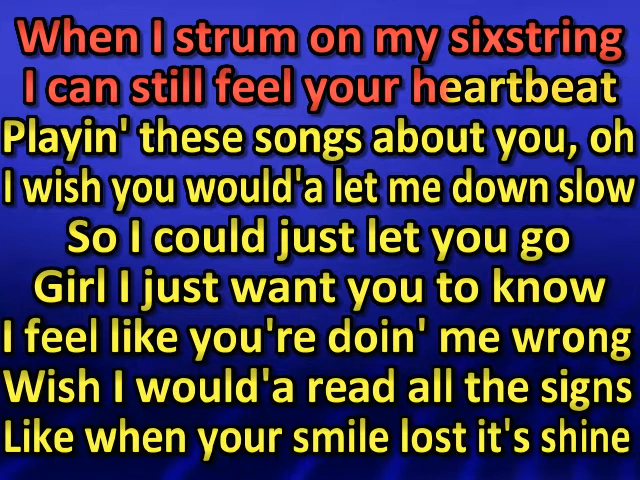 When I strum on my sixstring
I can still feel your heartbeat
Playin' these songs about you, oh
I wish you would'a let me down slow
So I could just let you go
Girl I just want you to know
I feel like you're doin' me wrong
Wish I would'a read all the signs
Like when your smile lost it's shine